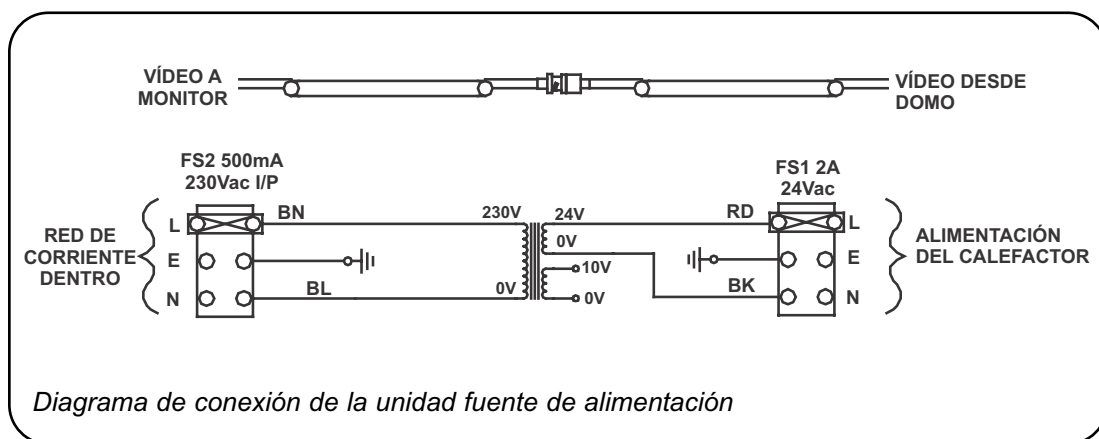 VÍDEO A
MONITOR
VÍDEO DESDE
DOMO
FS2 500mA
230Vac I/P
FS1 2A
24Vac
RED DE
CORRIENTE
DENTRO
L
E
N
BN
BL
230V
0V
24V
0V
10V
0V
RD
BK
L
E
N
ALIMENTACIÓN
DEL CALEFACTOR
Diagrama de conexión de la unidad fuente de alimentación